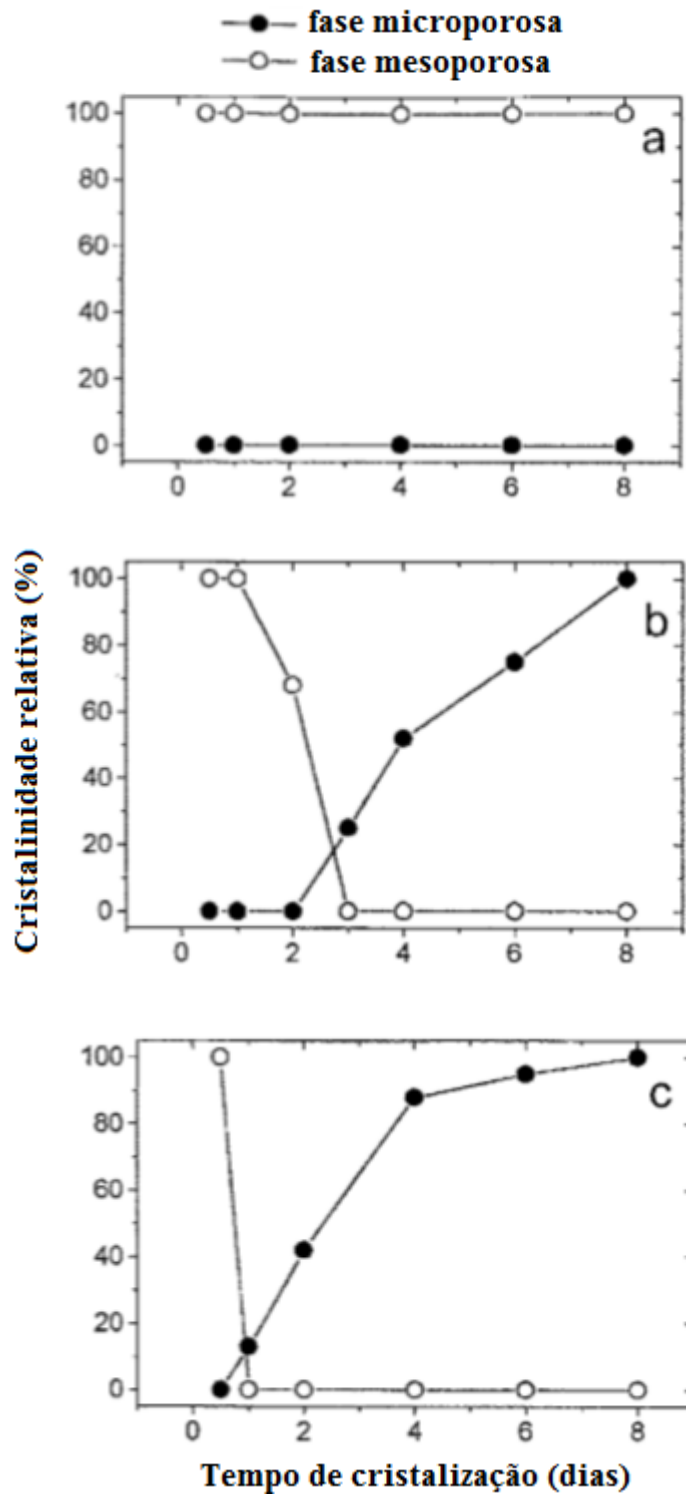 fase microporosa
fase mesoporosa
100
80
60
40
20
0
a
0 2 4 6 8
Cristalinidade relativa (%)
100
80
60
40
20
0
b
0 2 4 6 8
100
80
60
40
20
0
c
0 2 4 6 8
Tempo de cristalização (dias)